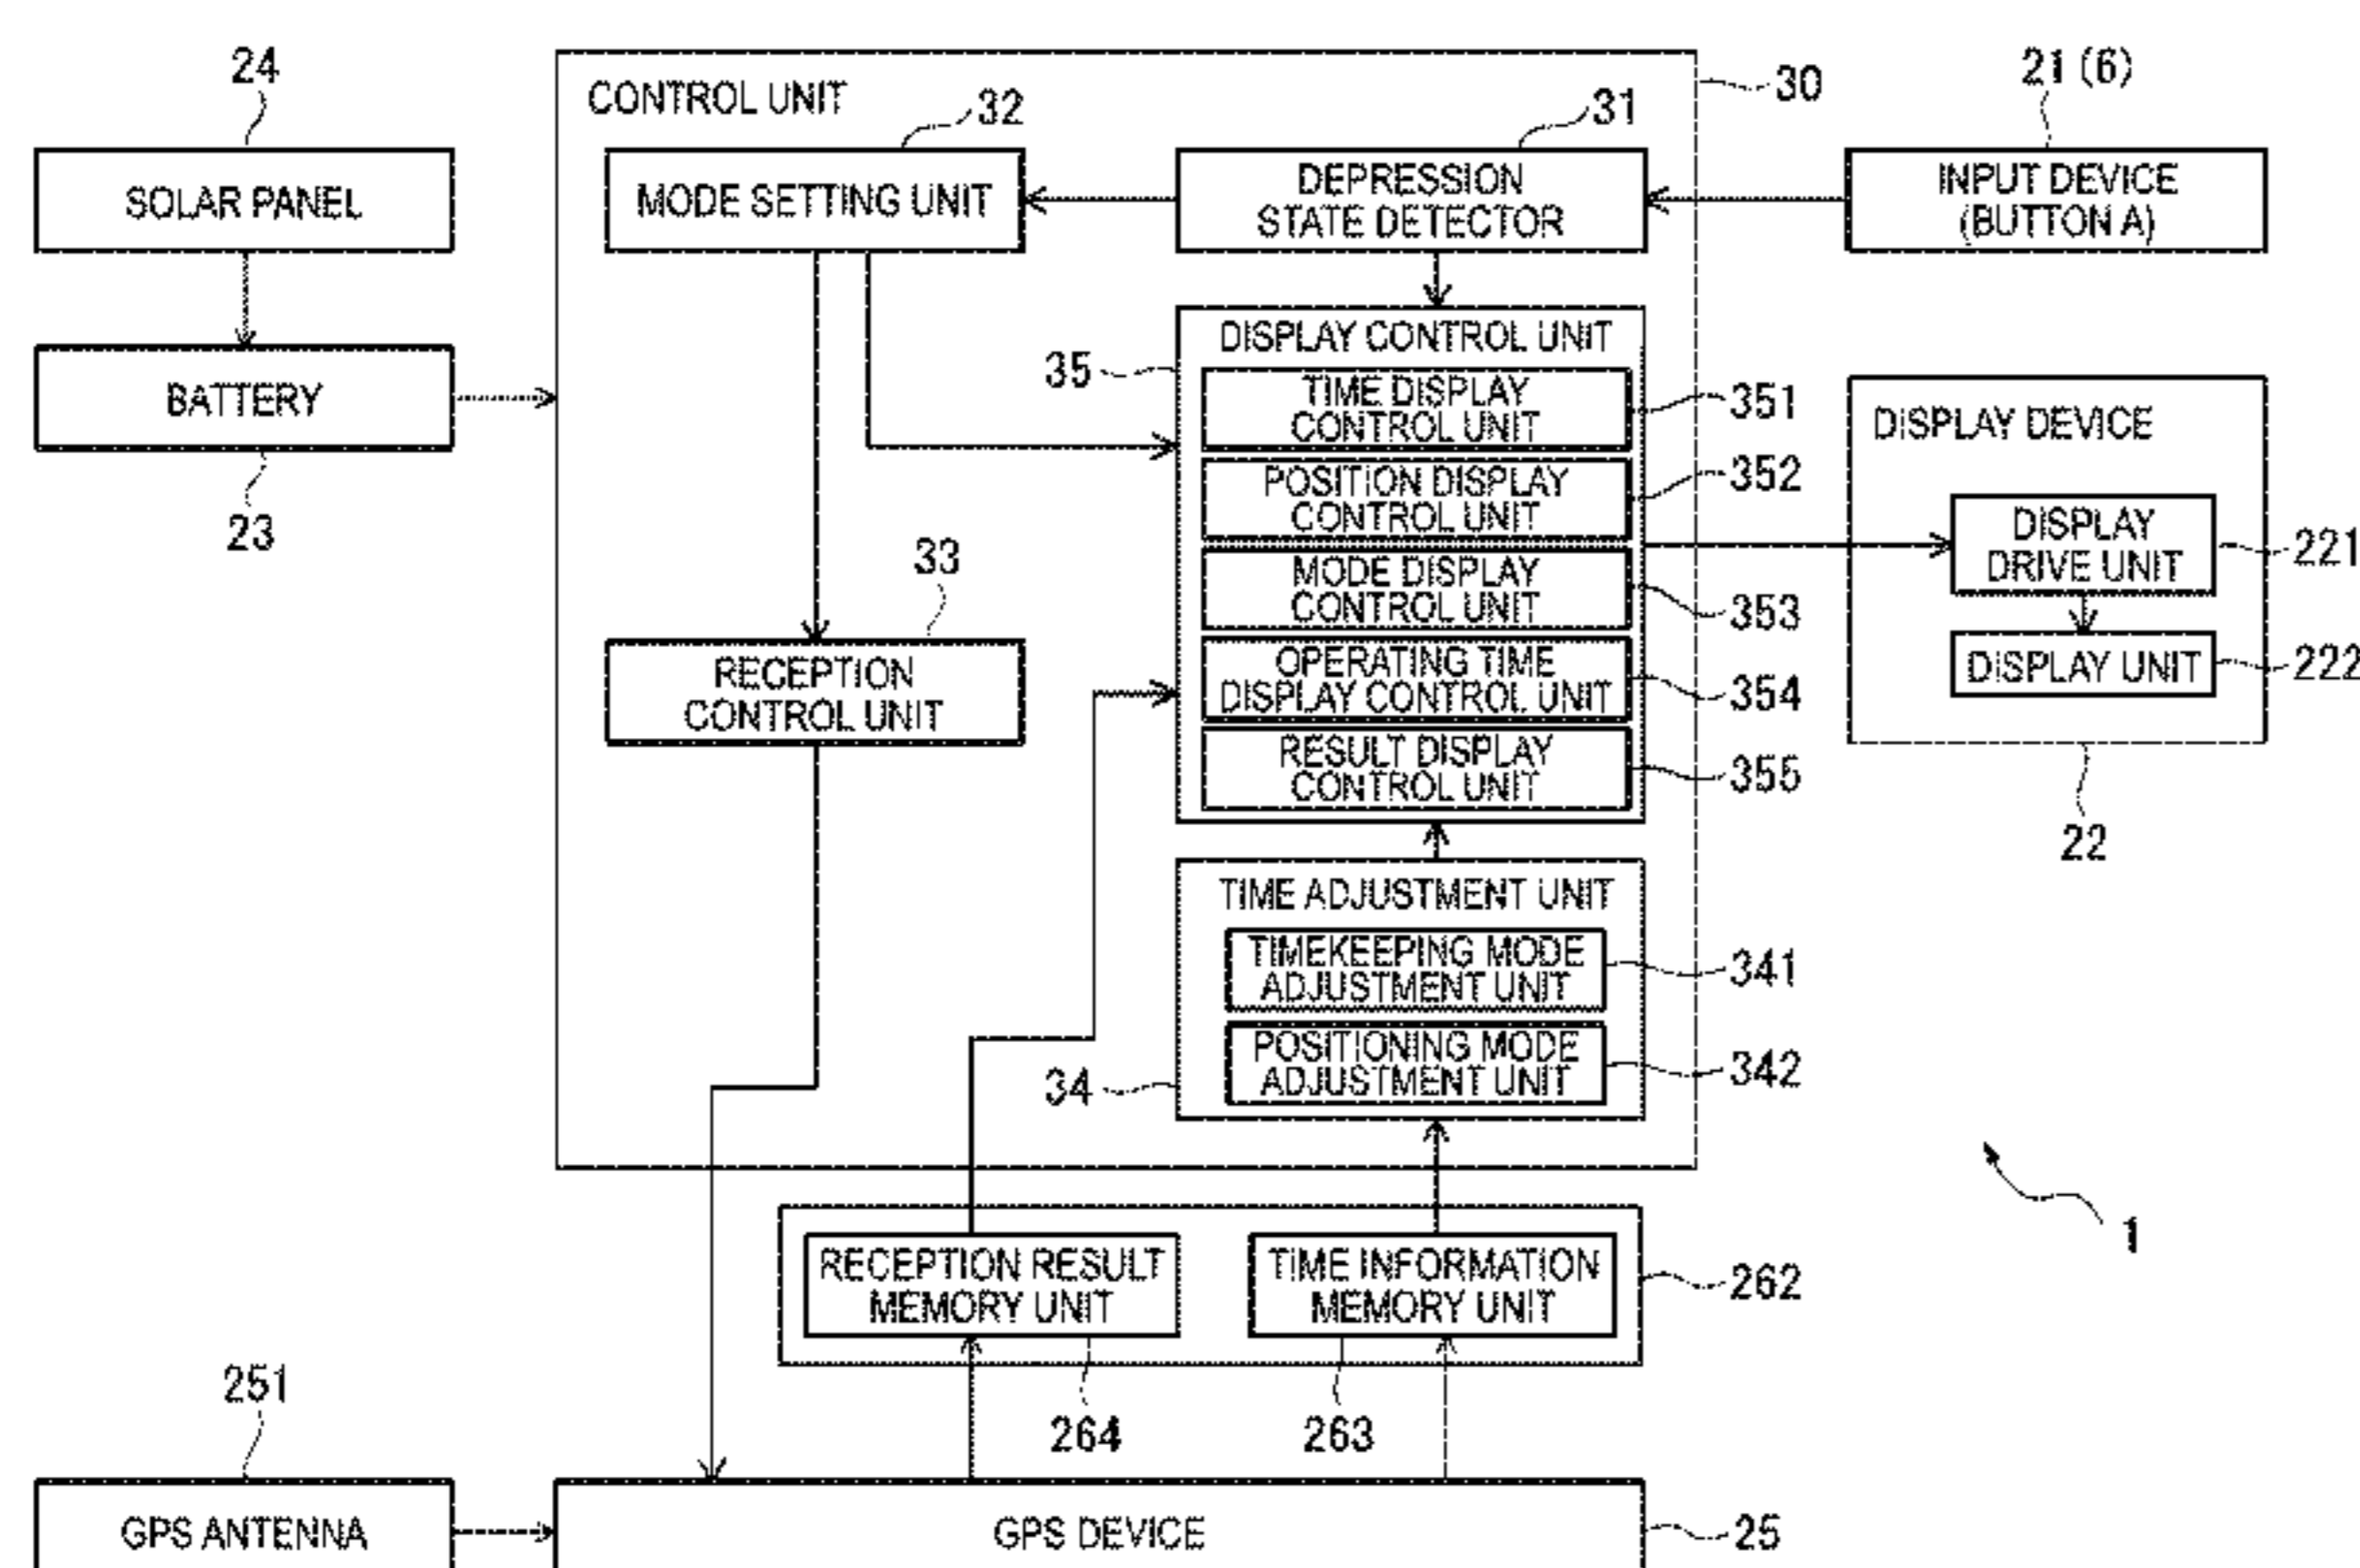 24
CONTROL UNIT
32
31
30
21 (6)
SOLAR PANEL
MODE SETTING UNIT
DEPRESSION
STATE DETECTOR
INPUT DEVICE
(BUTTON A)
BATTERY
23
35
DISPLAY CONTROL UNIT
TIME DISPLAY
CONTROL UNIT
351
POSITION DISPLAY
CONTROL UNIT
352
MODE DISPLAY
CONTROL UNIT
353
OPERATING TIME
DISPLAY CONTROL UNIT
354
RESULT DISPLAY
CONTROL UNIT
355
DISPLAY DEVICE
DISPLAY
DRIVE UNIT
221
DISPLAY UNIT
222
22
33
RECEPTION
CONTROL UNIT
TIME ADJUSTMENT UNIT
TIMEKEEPING MODE
ADJUSTMENT UNIT
341
POSITIONING MODE
ADJUSTMENT UNIT
342
34
1
RECEPTION RESULT
MEMORY UNIT
TIME INFORMATION
MEMORY UNIT
262
264
263
251
GPS ANTENNA
GPS DEVICE
25